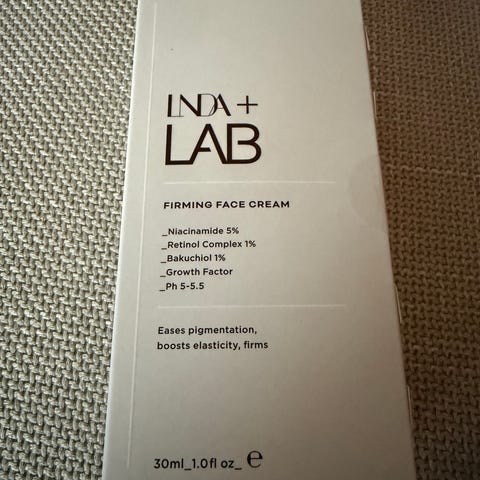 LINDA +
LAB
FIRMING FACE CREAM
_Niacinamide 5%
_Retinol Complex 1%
_Bakuchiol 1%
_Growth Factor
_Ph 5-5.5
Eases pigmentation,
boosts elasticity, firms
30ml_1.0fl oz_ ℮